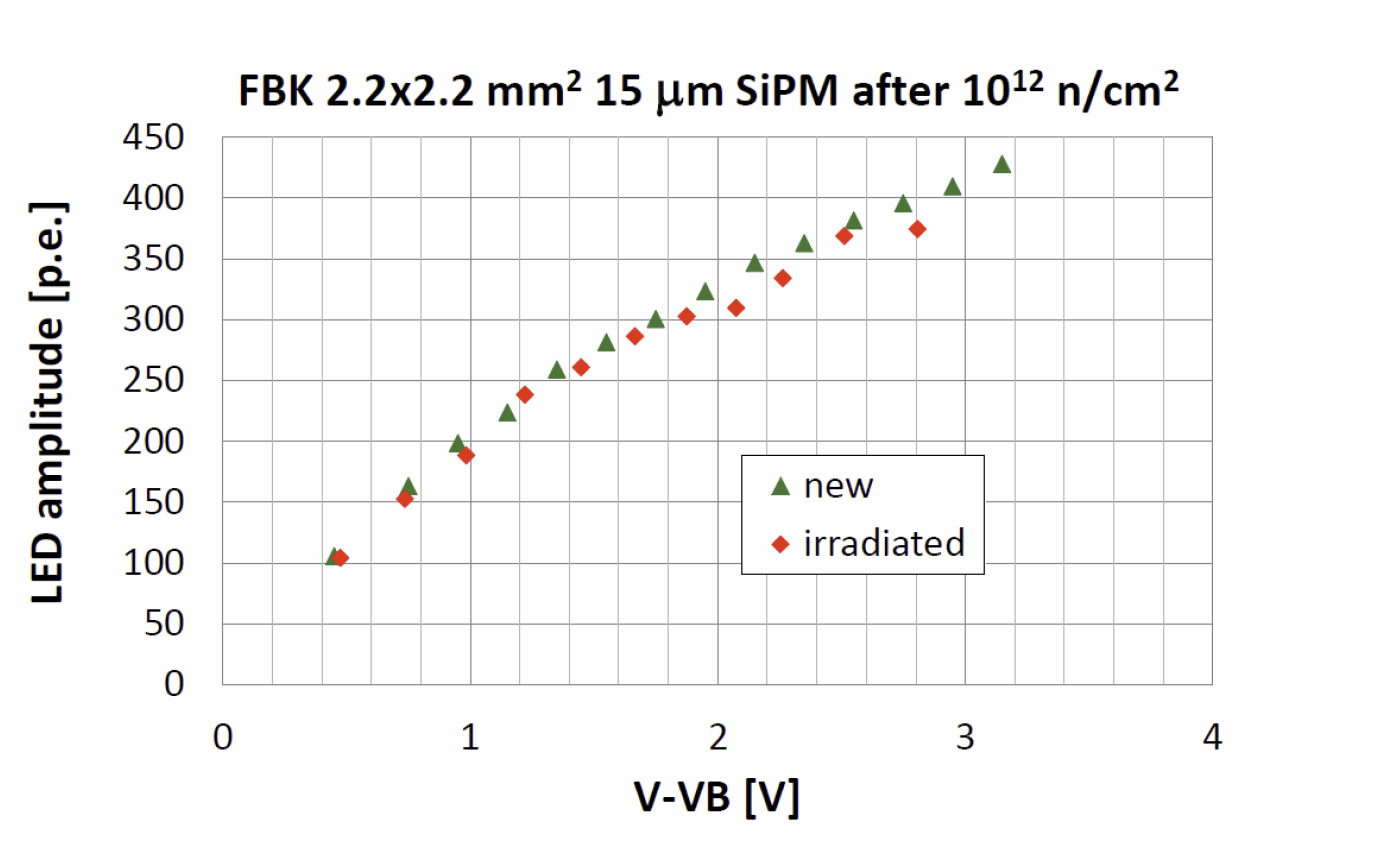 FBK 2.2x2.2 mm² 15 μm SiPM after 10¹² n/cm²
450
400
350
300
250
200
150
100
50
0
LED amplitude [p.e.]
new
irradiated
0 1 2 3 4
V-VB [V]